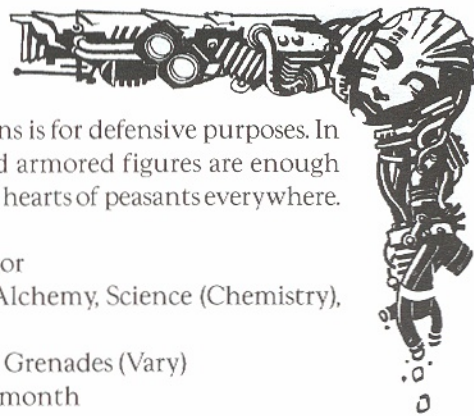 ns is for defensive purposes. In
d armored figures are enough
hearts of peasants everywhere.
or
Alchemy, Science (Chemistry),
Grenades (Vary)
month